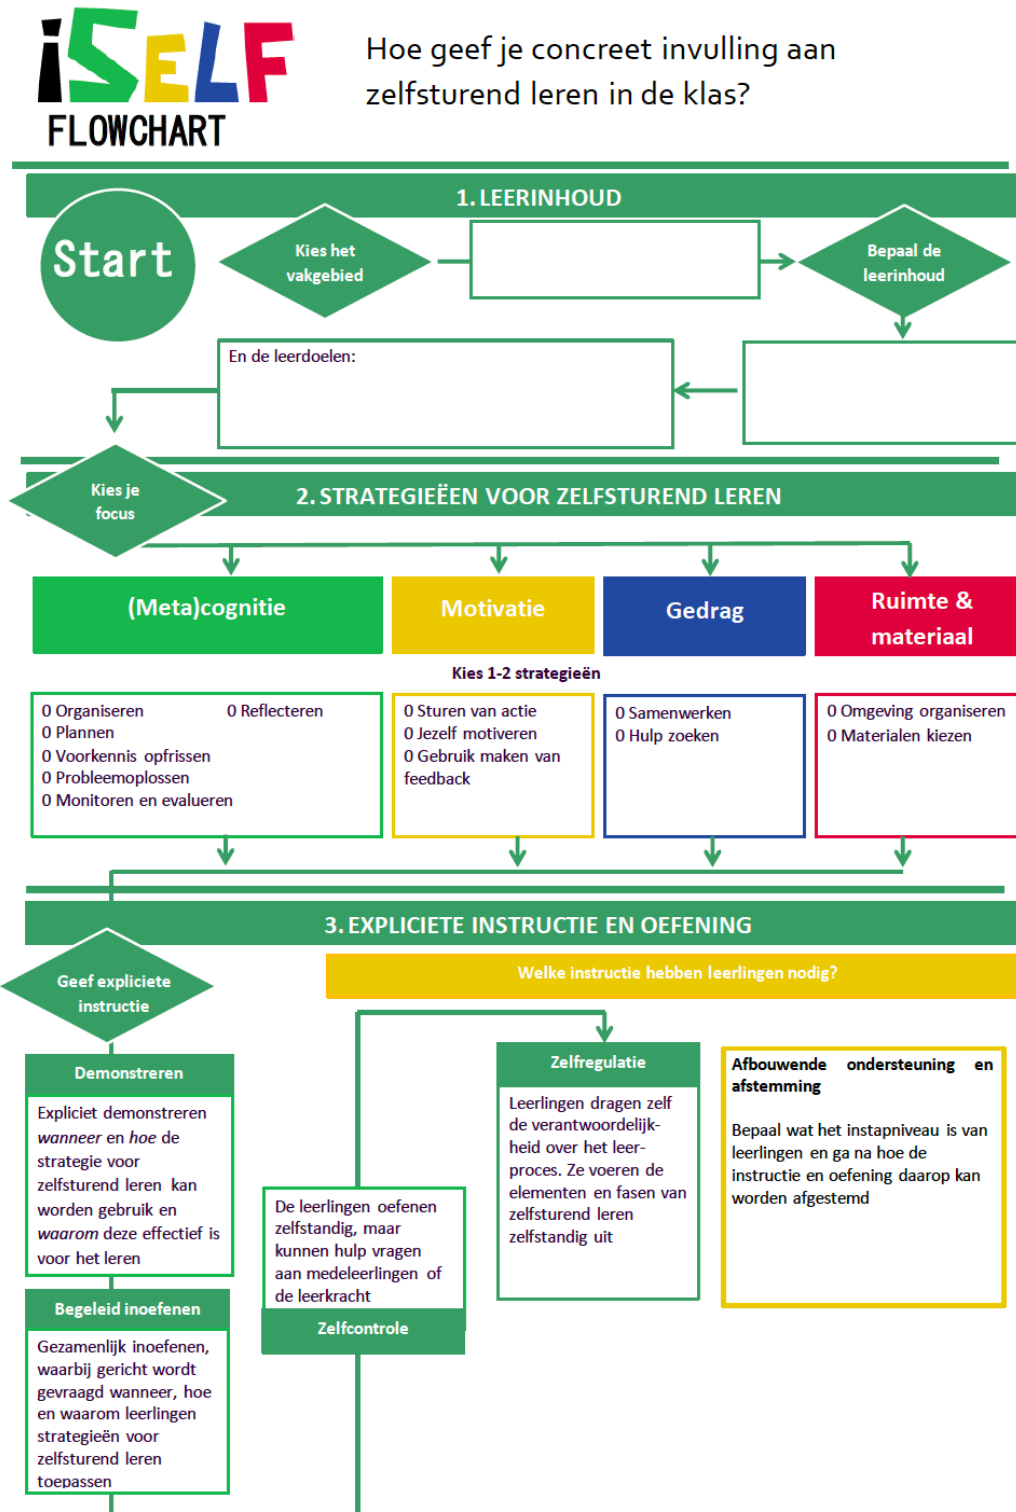 iSELF
FLOWCHART
Hoe geef je concreet invulling aan
zelfsturend leren in de klas?
1. LEERINHOUD
Start
Kies het
vakgebied
Bepaal de
leerinhoud
En de leerdoelen:
Kies je
focus
2. STRATEGIEËEN VOOR ZELFSTUREND LEREN
(Meta)cognitie
Motivatie
Gedrag
Ruimte &
materiaal
Kies 1-2 strategieën
0 Organiseren 0 Reflecteren
0 Plannen
0 Voorkennis opfrissen
0 Probleemoplossen
0 Monitoren en evalueren
0 Sturen van actie
0 Jezelf motiveren
0 Gebruik maken van
feedback
0 Samenwerken
0 Hulp zoeken
0 Omgeving organiseren
0 Materialen kiezen
3. EXPLICIETE INSTRUCTIE EN OEFENING
Geef expliciete
instructie
Welke instructie hebben leerlingen nodig?
Demonstreren
Expliciet demonstreren
wanneer en hoe de
strategie voor
zelfsturend leren kan
worden gebruik en
waarom deze effectief is
voor het leren
Begeleid inoefenen
Gezamenlijk inoefenen,
waarbij gericht wordt
gevraagd wanneer, hoe
en waarom leerlingen
strategieën voor
zelfsturend leren
toepassen
De leerlingen oefenen
zelfstandig, maar
kunnen hulp vragen
aan medeleerlingen of
de leerkracht
Zelfcontrole
Zelfregulatie
Leerlingen dragen zelf
de verantwoordelijk-
heid over het leer-
proces. Ze voeren de
elementen en fasen van
zelfsturend leren
zelfstandig uit
Afbouwende ondersteuning en
afstemming
Bepaal wat het instapniveau is van
leerlingen en ga na hoe de
instructie en oefening daarop kan
worden afgestemd